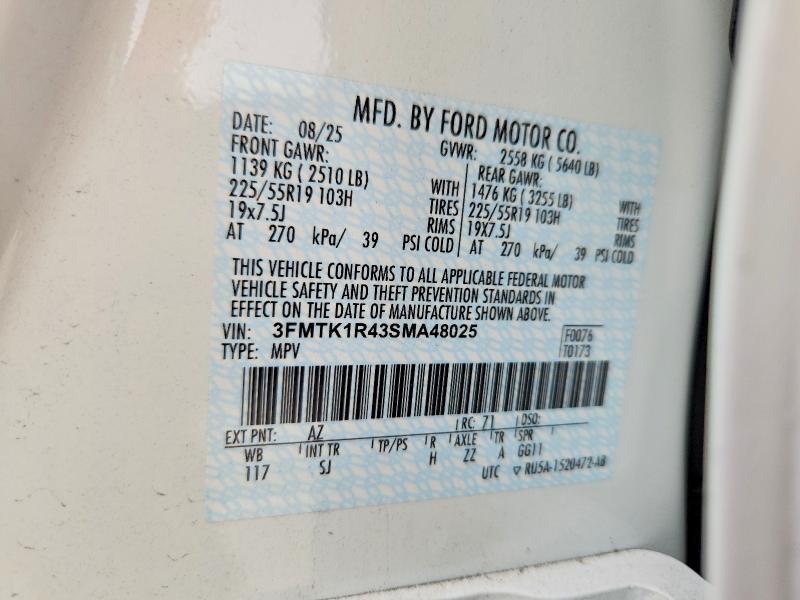 MFD. BY FORD MOTOR CO.
DATE: 08/25 GVWR: 2558 KG ( 5640 LB)
FRONT GAWR: REAR GAWR:
1139 KG ( 2510 LB) WITH 1476 KG ( 3255 LB) WITH
225/55R19 103H TIRES 225/55R19 103H TIRES
19x7.5J RIMS 19X7.5J RIMS
AT 270 kPa/ 39 PSI COLD AT 270 kPa/ 39 PSI COLD
THIS VEHICLE CONFORMS TO ALL APPLICABLE FEDERAL MOTOR
VEHICLE SAFETY AND THEFT PREVENTION STANDARDS IN
EFFECT ON THE DATE OF MANUFACTURE SHOWN ABOVE.
VIN: 3FMTK1R43SMA48025 F0076
TYPE: MPV T0173
EXT PNT: AZ RC: 71 DSO:
WB INT TR TP/PS R AXLE TR SPR
117 SJ H ZZ A GG11
UTC RU5A-1520472-AB